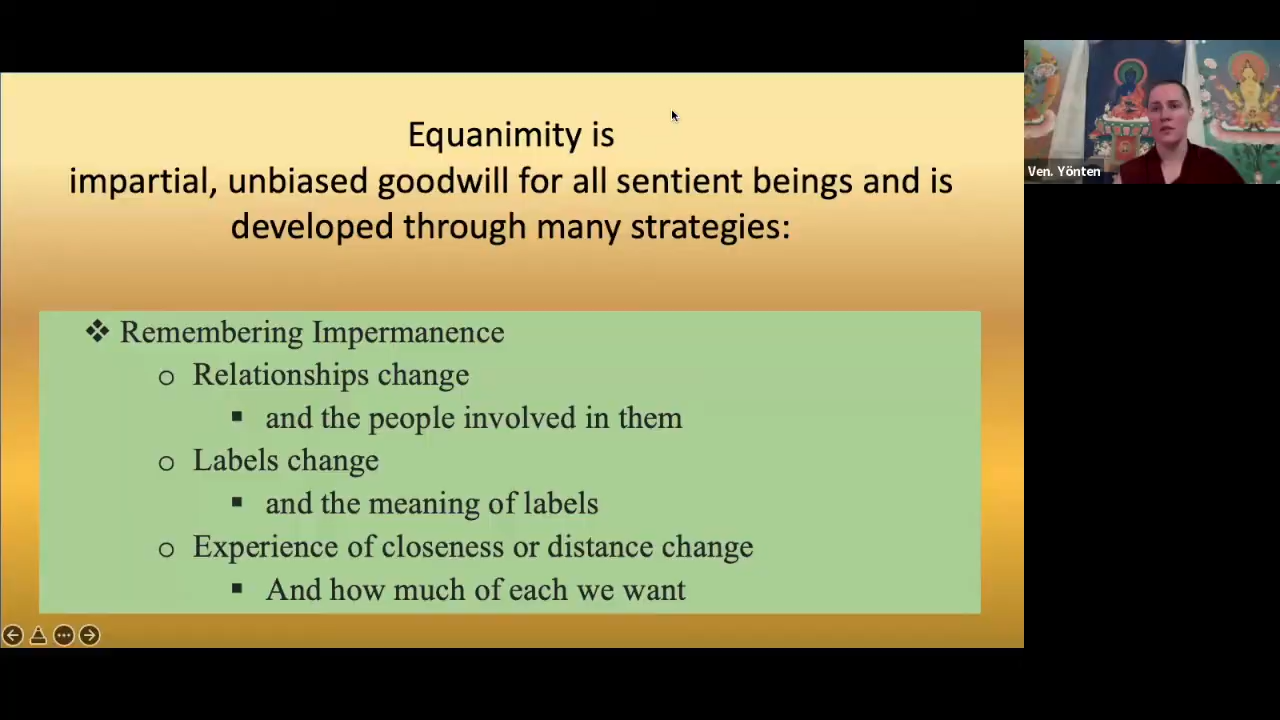 Equanimity is
impartial, unbiased goodwill for all sentient beings and is
developed through many strategies:
❖ Remembering Impermanence
o Relationships change
▪ and the people involved in them
o Labels change
▪ and the meaning of labels
o Experience of closeness or distance change
▪ And how much of each we want
Ven. Yönten